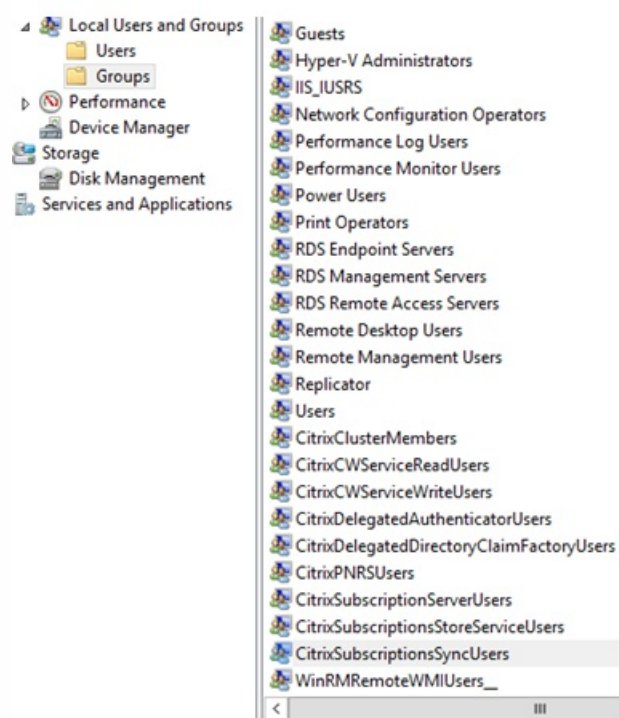 Local Users and Groups
Users
Groups
Performance
Device Manager
Storage
Disk Management
Services and Applications
Guests
Hyper-V Administrators
IIS_IUSRS
Network Configuration Operators
Performance Log Users
Performance Monitor Users
Power Users
Print Operators
RDS Endpoint Servers
RDS Management Servers
RDS Remote Access Servers
Remote Desktop Users
Remote Management Users
Replicator
Users
CitrixClusterMembers
CitrixCWServiceReadUsers
CitrixCWServiceWriteUsers
CitrixDelegatedAuthenticatorUsers
CitrixDelegatedDirectoryClaimFactoryUsers
CitrixPNRSUsers
CitrixSubscriptionServerUsers
CitrixSubscriptionsStoreServiceUsers
CitrixSubscriptionsSyncUsers
WinRMRemoteWMIUsers__